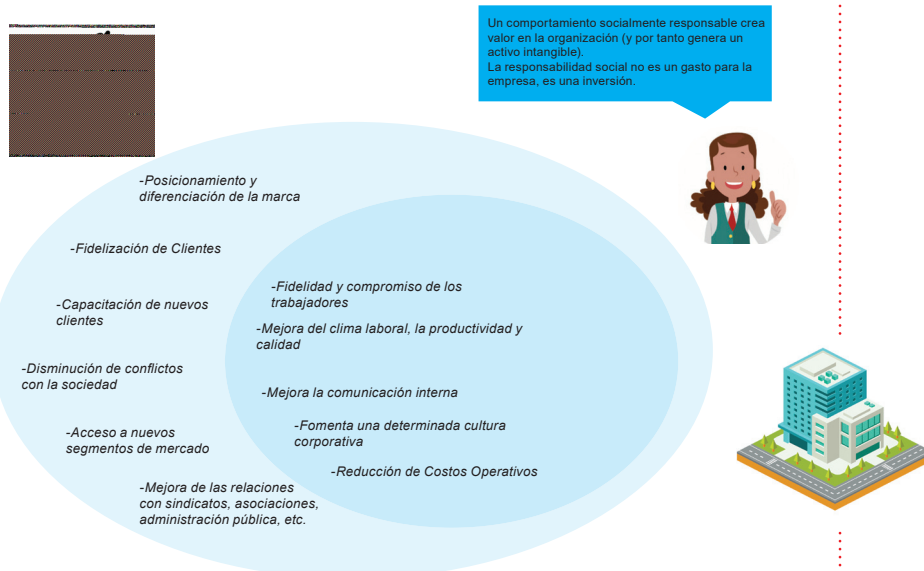 Un comportamiento socialmente responsable crea
valor en la organización (y por tanto genera un
activo intangible).
La responsabilidad social no es un gasto para la
empresa, es una inversión.
-Posicionamiento y
diferenciación de la marca
-Fidelización de Clientes
-Capacitación de nuevos
clientes
-Disminución de conflictos
con la sociedad
-Acceso a nuevos
segmentos de mercado
-Mejora de las relaciones
con sindicatos, asociaciones,
administración pública, etc.
-Fidelidad y compromiso de los
trabajadores
-Mejora del clima laboral, la productividad y
calidad
-Mejora la comunicación interna
-Fomenta una determinada cultura
corporativa
-Reducción de Costos Operativos